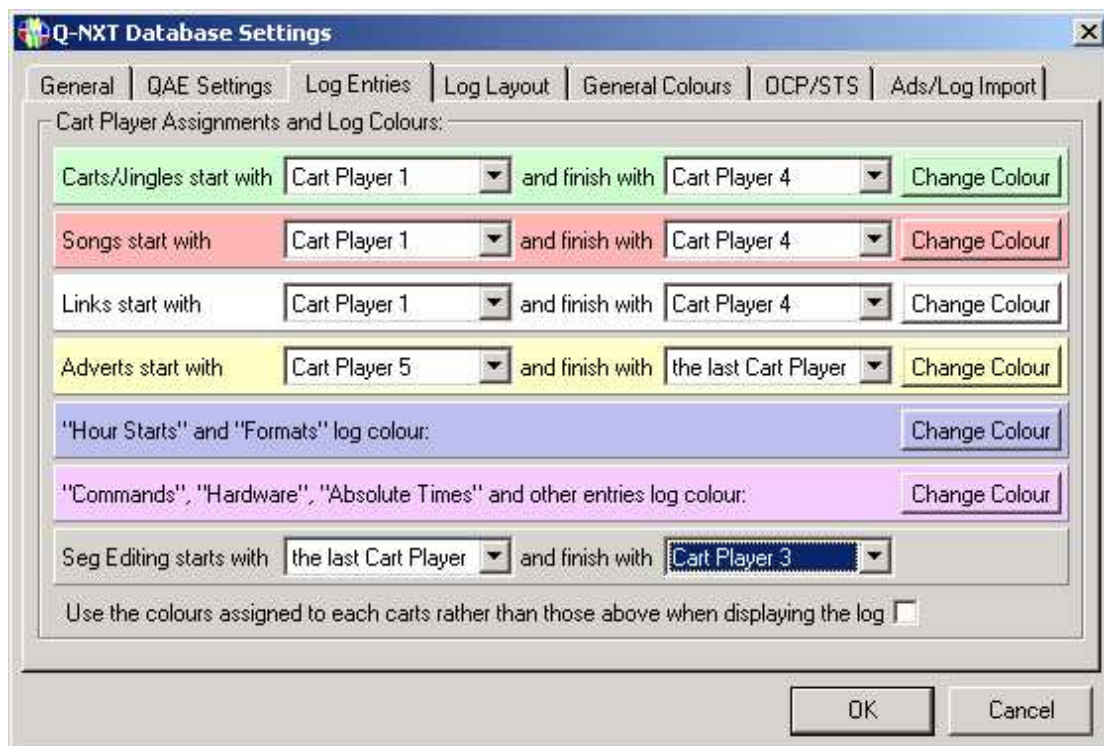 Q-NXT Database Settings
General QAE Settings Log Entries Log Layout General Colours OCP/STS Ads/Log Import
Cart Player Assignments and Log Colours:
Carts/Jingles start with Cart Player 1 and finish with Cart Player 4 Change Colour
Songs start with Cart Player 1 and finish with Cart Player 4 Change Colour
Links start with Cart Player 1 and finish with Cart Player 4 Change Colour
Adverts start with Cart Player 5 and finish with the last Cart Player Change Colour
"Hour Starts" and "Formats" log colour: Change Colour
"Commands", "Hardware", "Absolute Times" and other entries log colour: Change Colour
Seg Editing starts with the last Cart Player and finish with Cart Player 3
Use the colours assigned to each carts rather than those above when displaying the log
OK Cancel